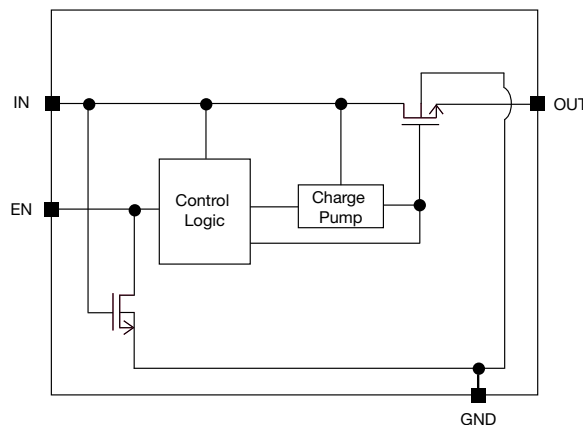 IN
OUT
EN
Control
Logic
Charge
Pump
GND